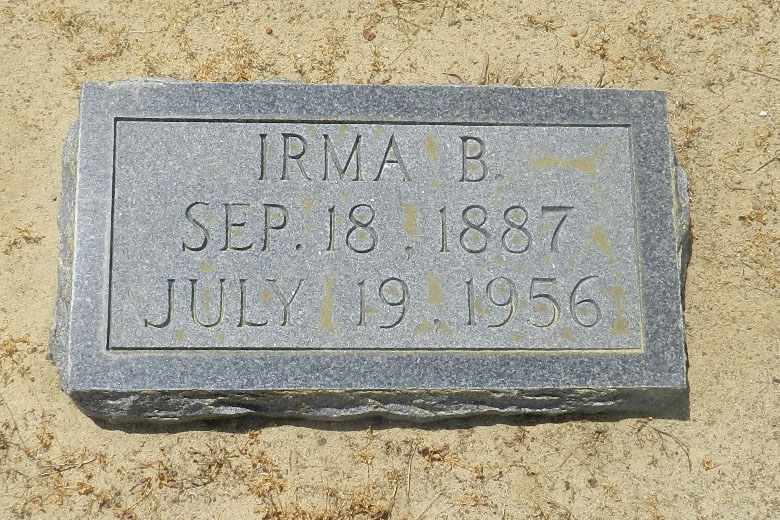 IRMA B.
SEP. 18, 1887
JULY 19, 1956